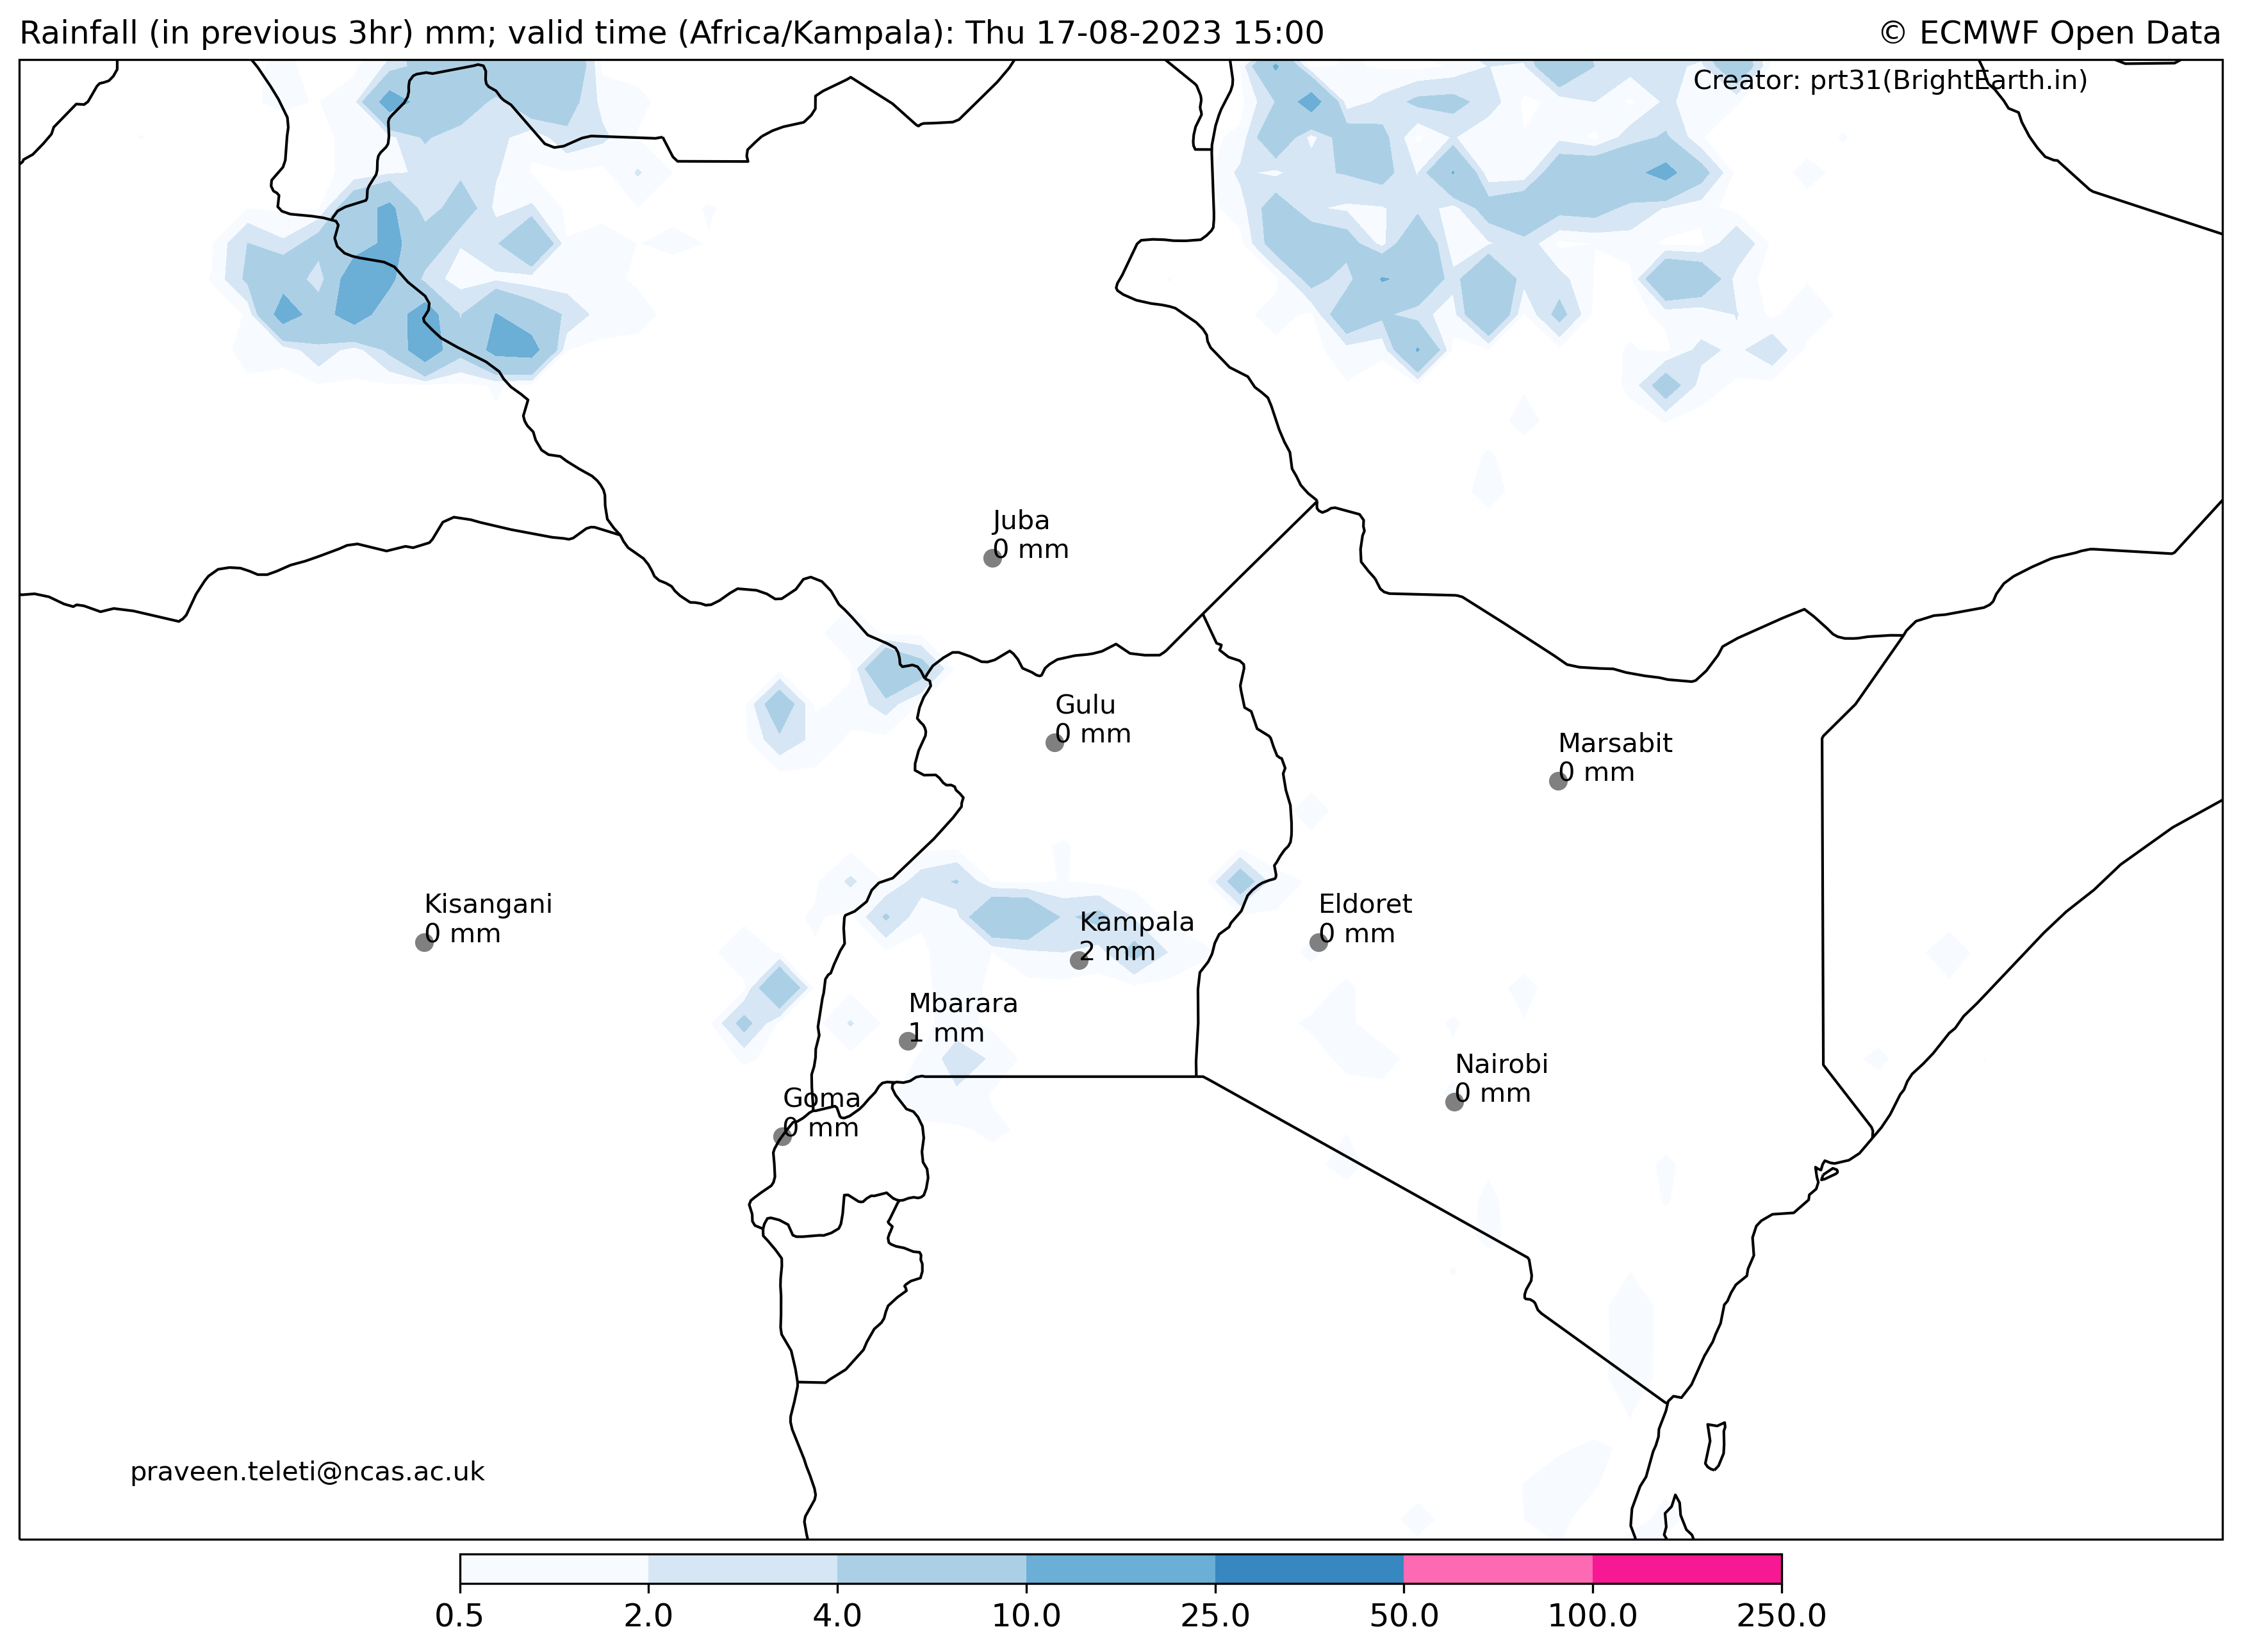 Rainfall (in previous 3hr) mm; valid time (Africa/Kampala): Thu 17-08-2023 15:00
© ECMWF Open Data
Creator: prt31(BrightEarth.in)
Juba
0 mm
Gulu
0 mm
Marsabit
0 mm
Kisangani
0 mm
Eldoret
0 mm
Kampala
2 mm
Mbarara
1 mm
Nairobi
0 mm
Goma
0 mm
praveen.teleti@ncas.ac.uk
0.5 2.0 4.0 10.0 25.0 50.0 100.0 250.0